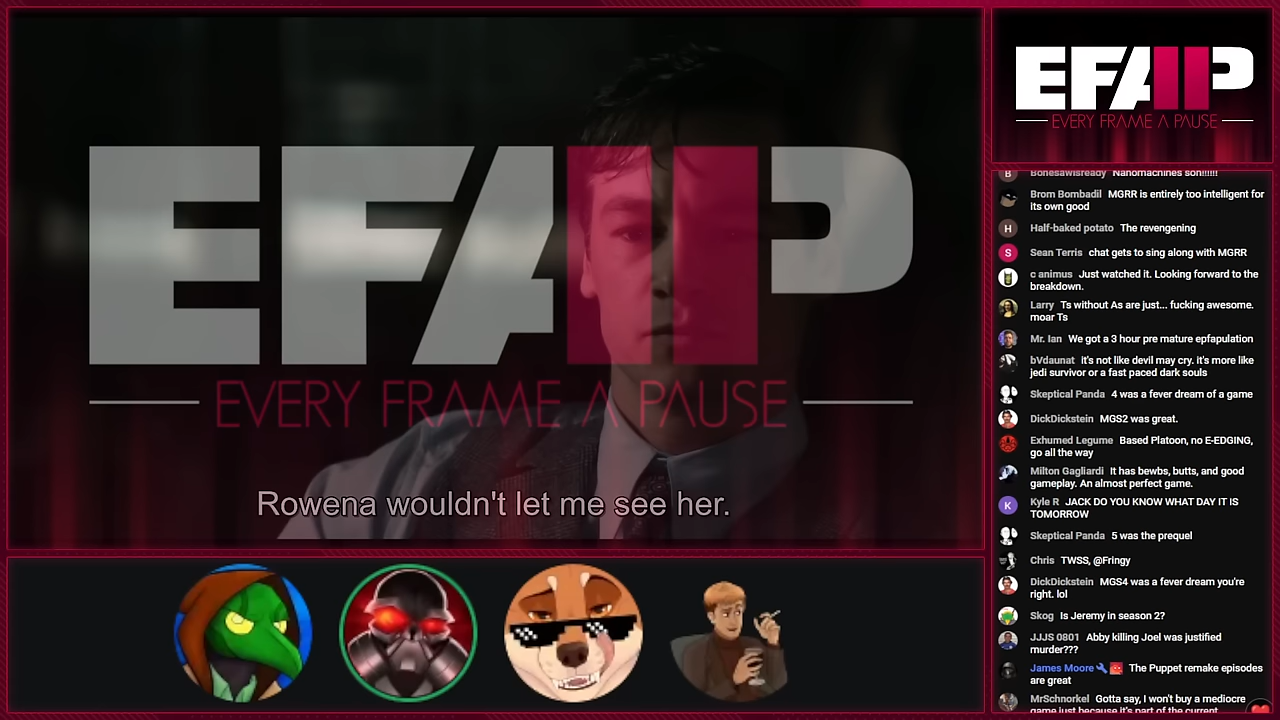 EFAP
EVERY FRAME A PAUSE
Rowena wouldn't let me see her.
EFAP
EVERY FRAME A PAUSE
B Bonesawisready Nanomachines son!!!!!!
Brom Bombadil MGRR is entirely too intelligent for
its own good
H Half-baked potato The revengening
S Sean Terris chat gets to sing along with MGRR
c animus Just watched it. Looking forward to the
breakdown.
Larry Ts without As are just... fucking awesome.
moar Ts
Mr. Ian We got a 3 hour pre mature efapulation
bVdaunat it's not like devil may cry. it's more like
jedi survivor or a fast paced dark souls
Skeptical Panda 4 was a fever dream of a game
DickDickstein MGS2 was great.
Exhumed Legume Based Platoon, no E-EDGING,
go all the way
Milton Gagliardi It has bewbs, butts, and good
gameplay. An almost perfect game.
K Kyle R JACK DO YOU KNOW WHAT DAY IT IS
TOMORROW
Skeptical Panda 5 was the prequel
Chris TWSS, @Fringy
DickDickstein MGS4 was a fever dream you're
right. lol
Skog Is Jeremy in season 2?
JJJS 0801 Abby killing Joel was justified
murder???
James Moore The Puppet remake episodes
are great
MrSchnorkel Gotta say, I won't buy a mediocre
game just because it's part of the current